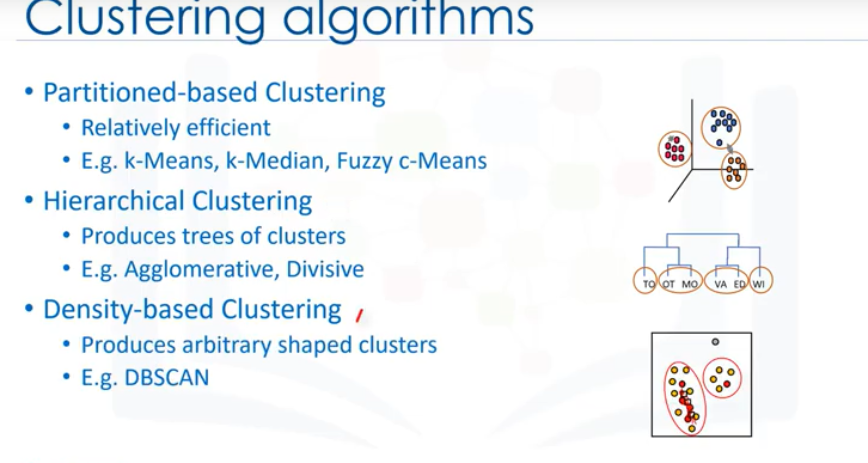 Clustering algorithms
• Partitioned-based Clustering
• Relatively efficient
• E.g. k-Means, k-Median, Fuzzy c-Means
• Hierarchical Clustering
• Produces trees of clusters
• E.g. Agglomerative, Divisive
TO OT MO VA ED WI
• Density-based Clustering
• Produces arbitrary shaped clusters
• E.g. DBSCAN